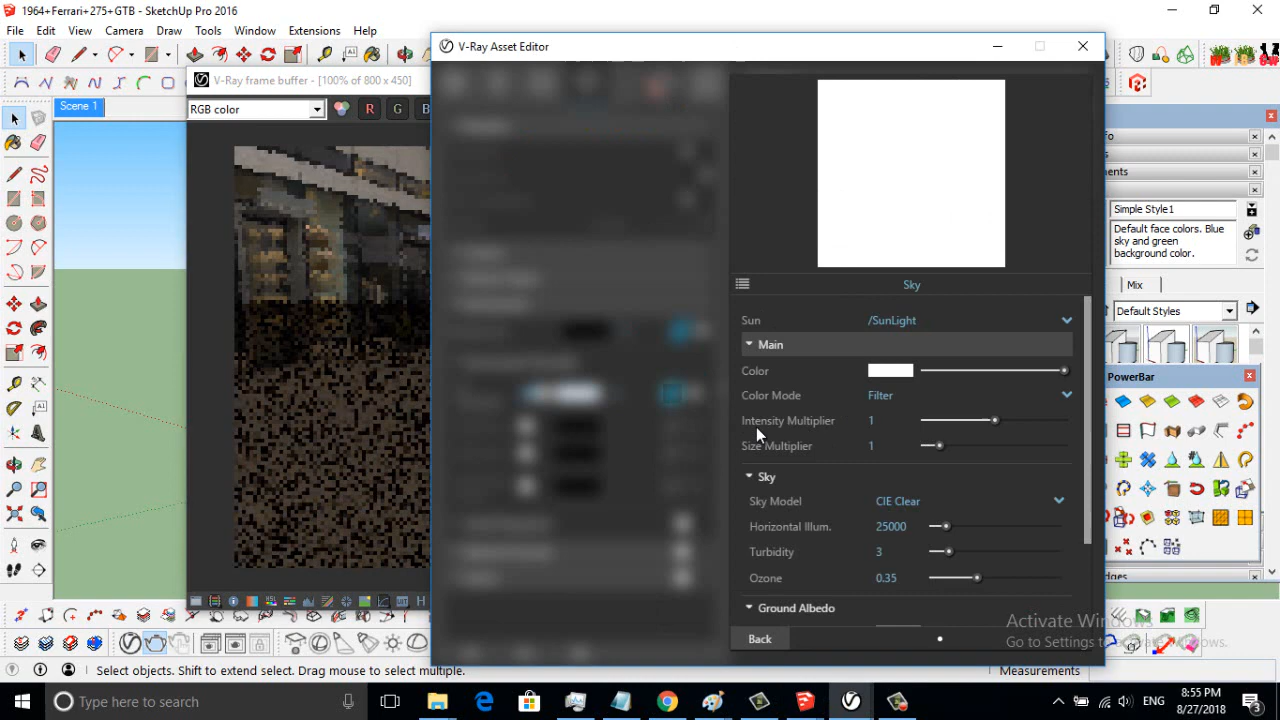 1964+Ferrari+275+GTB - SketchUp Pro 2016
File Edit View Camera Draw Tools Window Extensions Help
V-Ray frame buffer - [100% of 800 x 450]
V-Ray Asset Editor
Scene 1
RGB color
R G B
Sky
Sun /SunLight
Main
Color
Color Mode Filter
Intensity Multiplier 1
Size Multiplier 1
Sky
Sky Model CIE Clear
Horizontal Illum. 25000
Turbidity 3
Ozone 0.35
Ground Albedo
Back
Simple Style1
Default face colors. Blue
sky and green
background color.
Mix
Default Styles
PowerBar
Activate Windows
Go to Settings to activate Windows.
Select objects. Shift to extend select. Drag mouse to select multiple.
Measurements
Type here to search
ENG
8:55 PM
8/27/2018
3